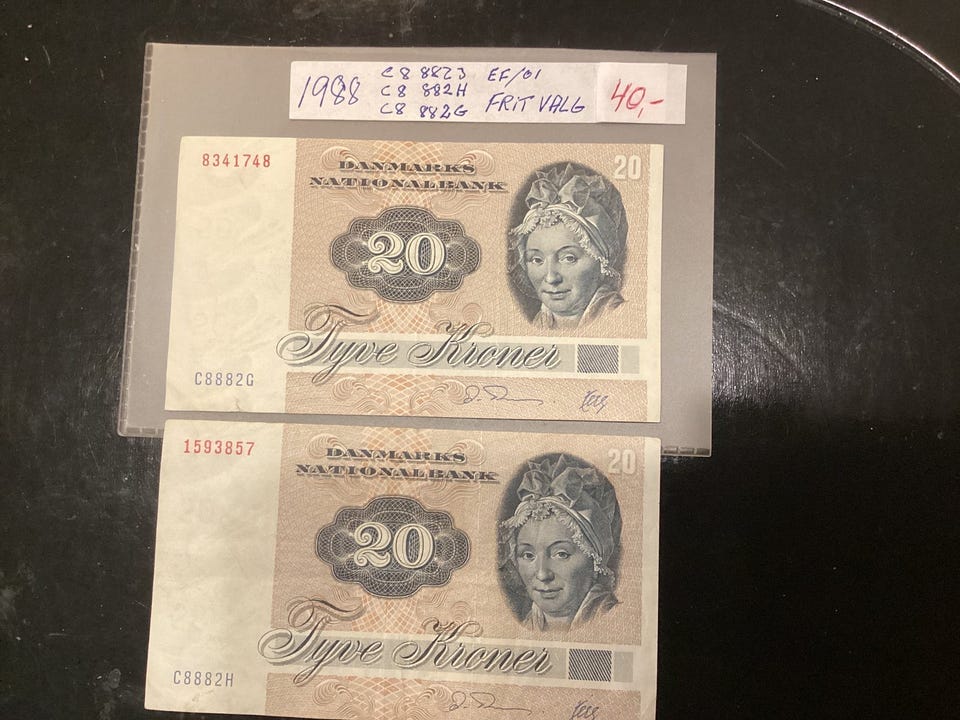 1988 C8 882J EF/01
C8 882H FRIT VALG 40,-
C8 882G
8341748
20
DANMARKS
NATIONALBANK
20
Tyve Kroner
C8882G
1593857
20
DANMARKS
NATIONALBANK
20
Tyve Kroner
C8882H